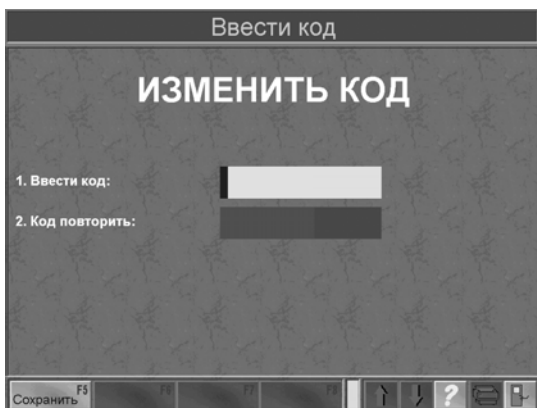 Ввести код
ИЗМЕНИТЬ КОД
1. Ввести код:
2. Код повторить:
F5
Сохранить
F6
F7
F8
?